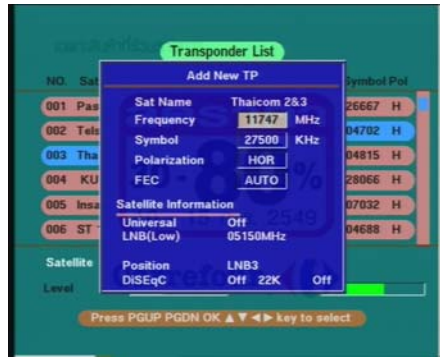 Transponder List
NO. Sat Symbol Pol
Add New TP
001 Pas 26667 H
002 Tels 04702 H
003 Tha 04815 H
004 KU 28066 H
005 Insa 07032 H
006 ST 04688 H
Sat Name Thaicom 2&3
Frequency 11747 MHz
Symbol 27500 KHz
Polarization HOR
FEC AUTO
Satellite Information
Universal Off
LNB(Low) 05150MHz
Position LNB3
DiSEqC Off 22K Off
Satellite
Level
Press PGUP PGDN OK ▲ ▼ ◄ ► key to select